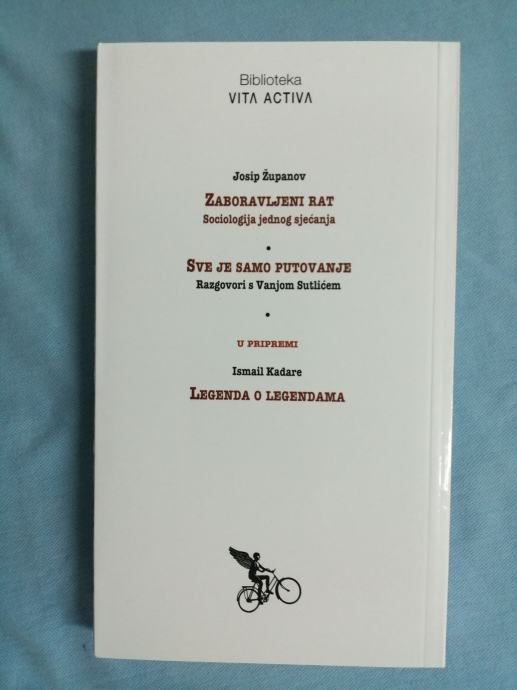 Biblioteka
VITA ACTIVA
Josip Županov
ZABORAVLJENI RAT
Sociologija jednog sjećanja
•
SVE JE SAMO PUTOVANJE
Razgovori s Vanjom Sutlićem
•
U PRIPREMI
Ismail Kadare
LEGENDA O LEGENDAMA